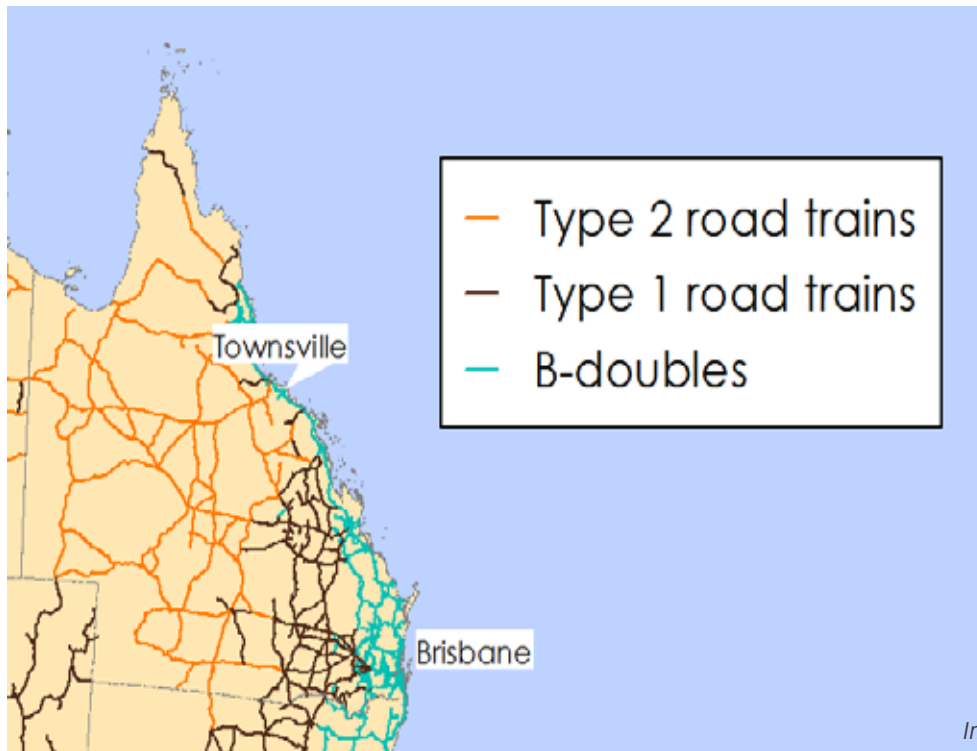 Type 2 road trains
Type 1 road trains
Townsville
B-doubles
Brisbane